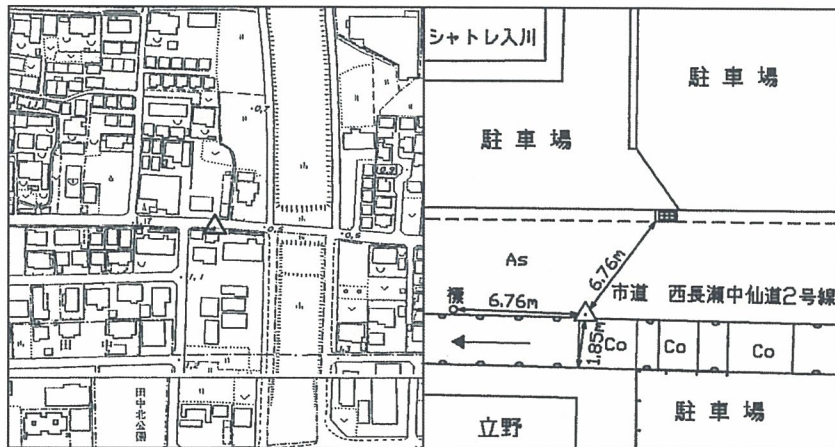 田中北公園
シャトレ入川
駐車場
駐車場
As
6.76m
市道 西長瀬中仙道2号線
標
6.76m
1.85m
Co
Co
Co
立野
駐車場